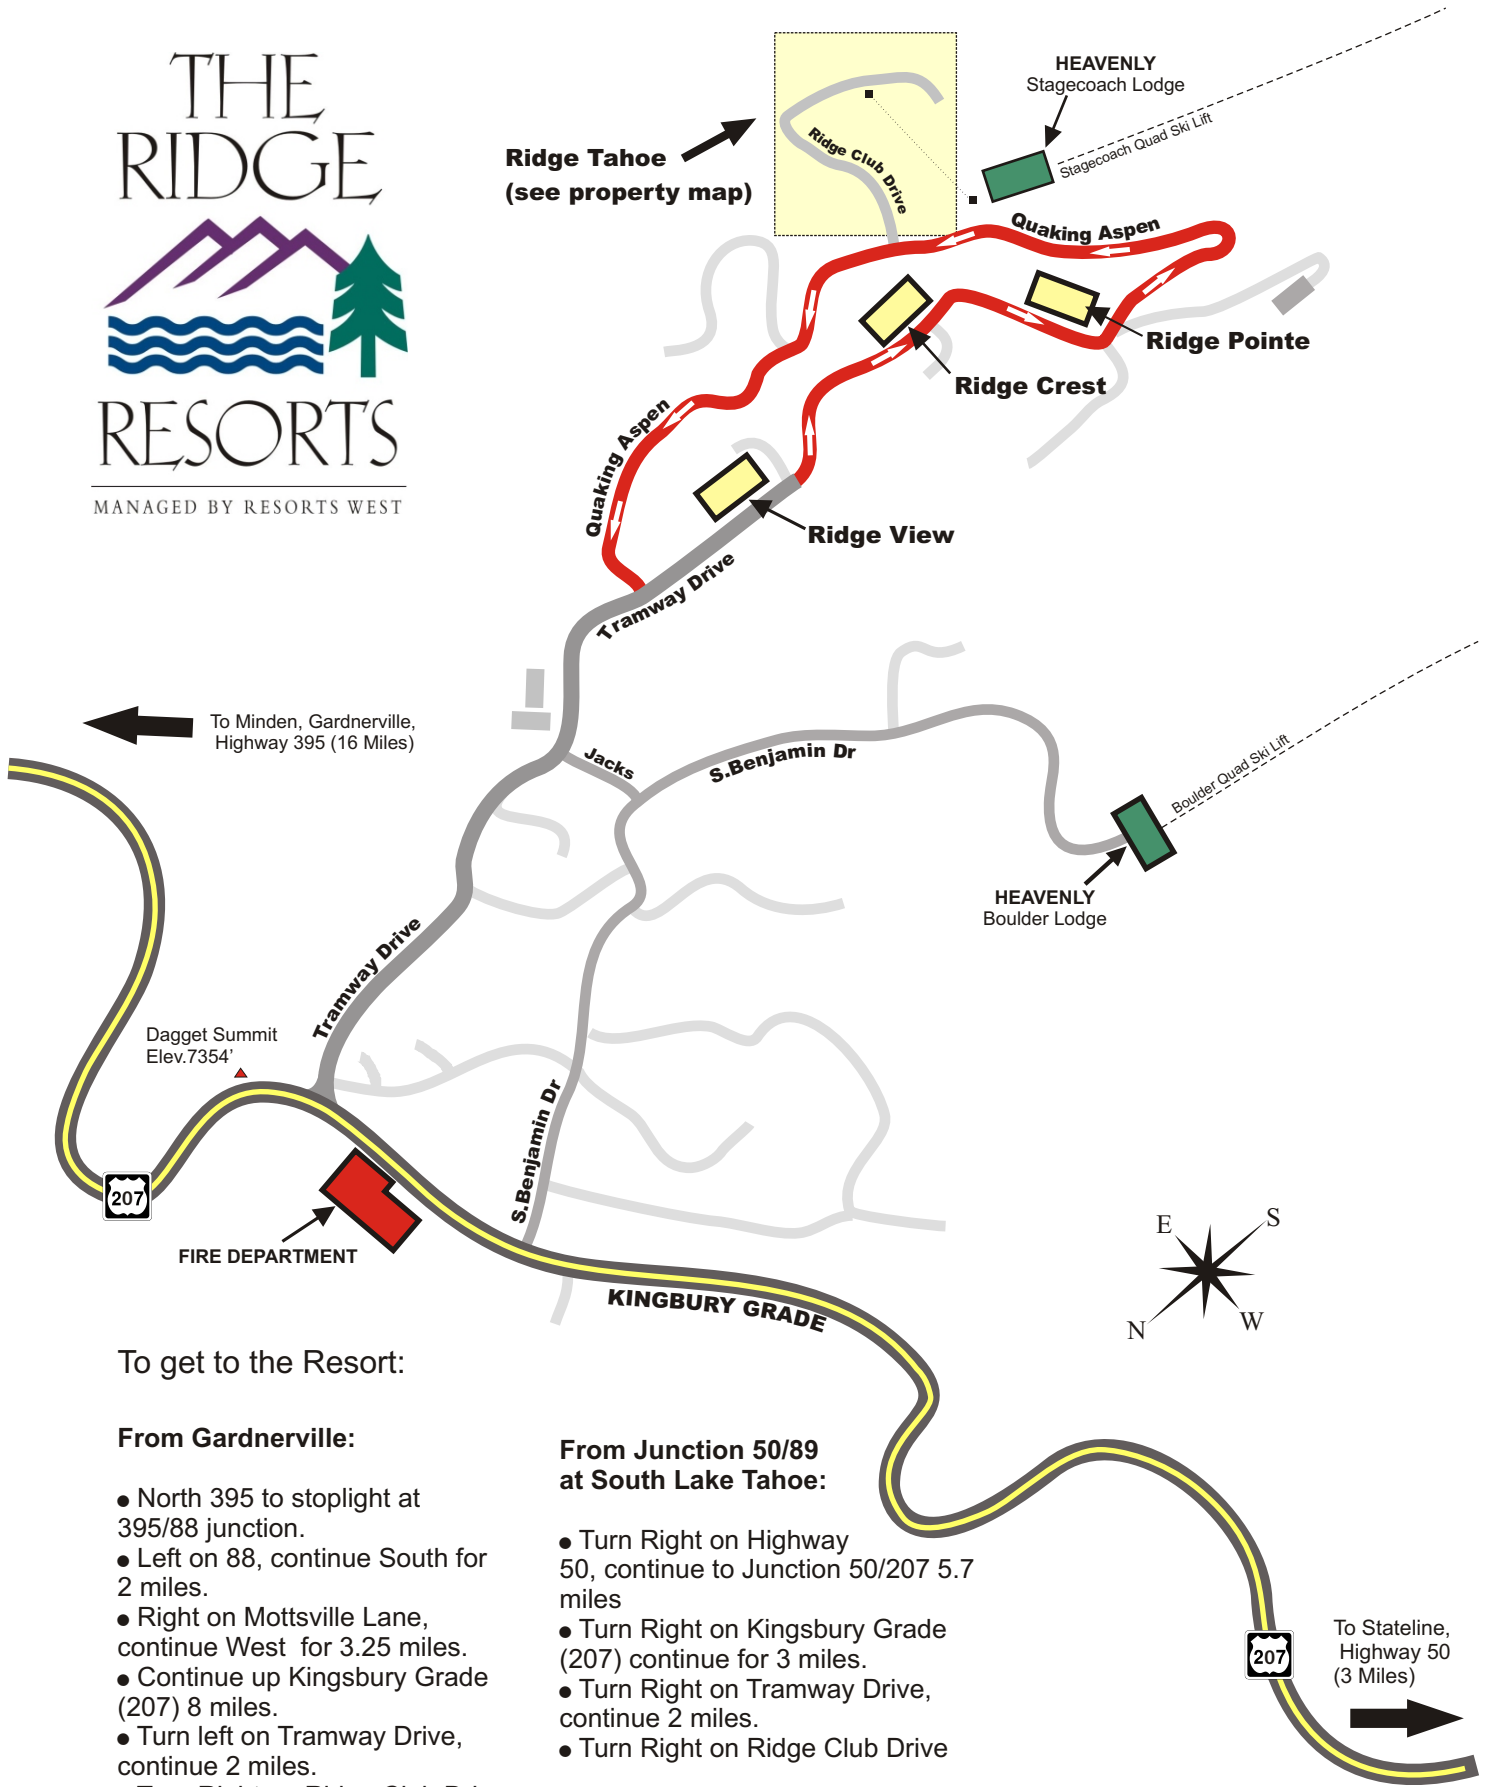 THE
RIDGE
RESORTS
MANAGED BY RESORTS WEST
HEAVENLY
Stagecoach Lodge
Stagecoach Quad Ski Lift
Ridge Tahoe
(see property map)
Ridge Club Drive
Quaking Aspen
Ridge Pointe
Ridge Crest
Quaking Aspen
Ridge View
Tramway Drive
To Minden, Gardnerville,
Highway 395 (16 Miles)
Jacks
S.Benjamin Dr
Boulder Quad Ski Lift
HEAVENLY
Boulder Lodge
Tramway Drive
Dagget Summit
Elev.7354'
S.Benjamin Dr
207
FIRE DEPARTMENT
KINGBURY GRADE
E
S
N
W
To get to the Resort:
From Gardnerville:
● North 395 to stoplight at
395/88 junction.
● Left on 88, continue South for
2 miles.
● Right on Mottsville Lane,
continue West for 3.25 miles.
● Continue up Kingsbury Grade
(207) 8 miles.
● Turn left on Tramway Drive,
continue 2 miles.
From Junction 50/89
at South Lake Tahoe:
● Turn Right on Highway
50, continue to Junction 50/207 5.7
miles
● Turn Right on Kingsbury Grade
(207) continue for 3 miles.
● Turn Right on Tramway Drive,
continue 2 miles.
● Turn Right on Ridge Club Drive
207
To Stateline,
Highway 50
(3 Miles)